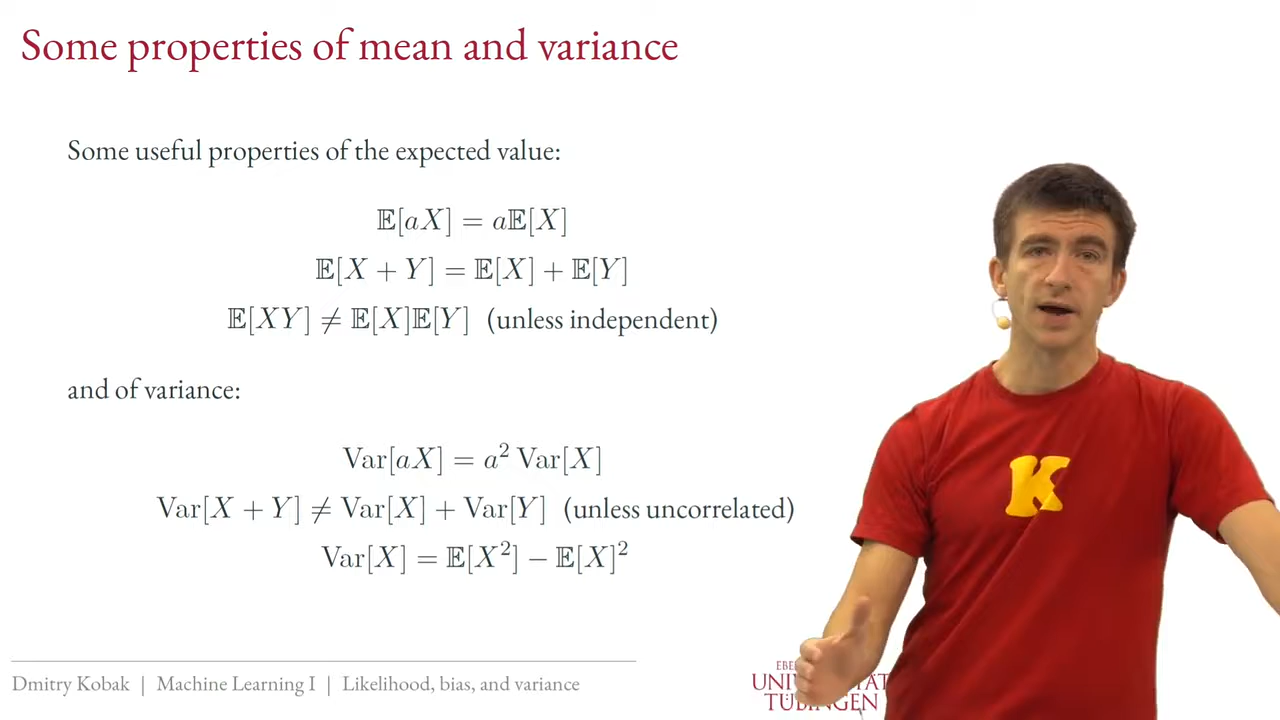 Some properties of mean and variance
Some useful properties of the expected value:
𝔼[aX] = a𝔼[X]
𝔼[X + Y] = 𝔼[X] + 𝔼[Y]
𝔼[XY] ≠ 𝔼[X]𝔼[Y] (unless independent)
and of variance:
Var[aX] = a² Var[X]
Var[X + Y] ≠ Var[X] + Var[Y] (unless uncorrelated)
Var[X] = 𝔼[X²] − 𝔼[X]²
K
Dmitry Kobak | Machine Learning I | Likelihood, bias, and variance
TÜBINGEN